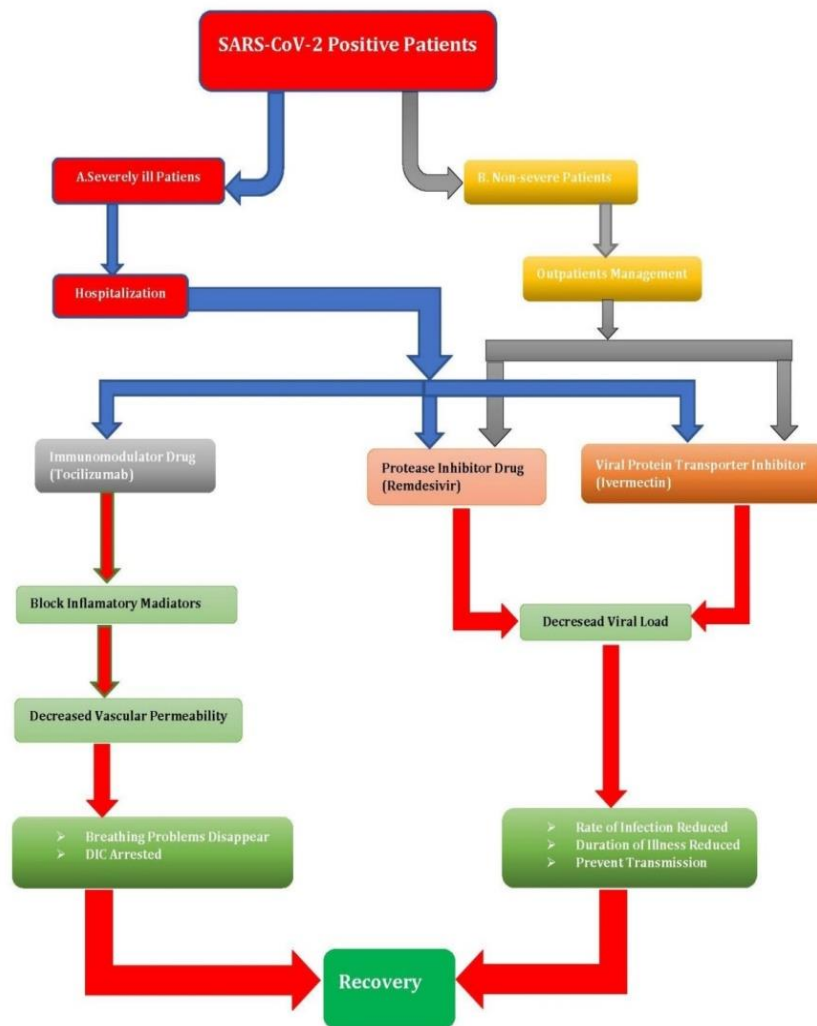 SARS-CoV-2 Positive Patients
A.Severely ill Patiens
B. Non-severe Patients
Hospitalization
Outpatients Management
Immunomodulator Drug
(Tocilizumab)
Protease Inhibitor Drug
(Remdesivir)
Viral Protein Transporter Inhibitor
(Ivermectin)
Block Inflamatory Madiators
Decresead Viral Load
Decreased Vascular Permeability
➢ Breathing Problems Disappear
➢ DIC Arrested
➢ Rate of Infection Reduced
➢ Duration of Illness Reduced
➢ Prevent Transmission
Recovery